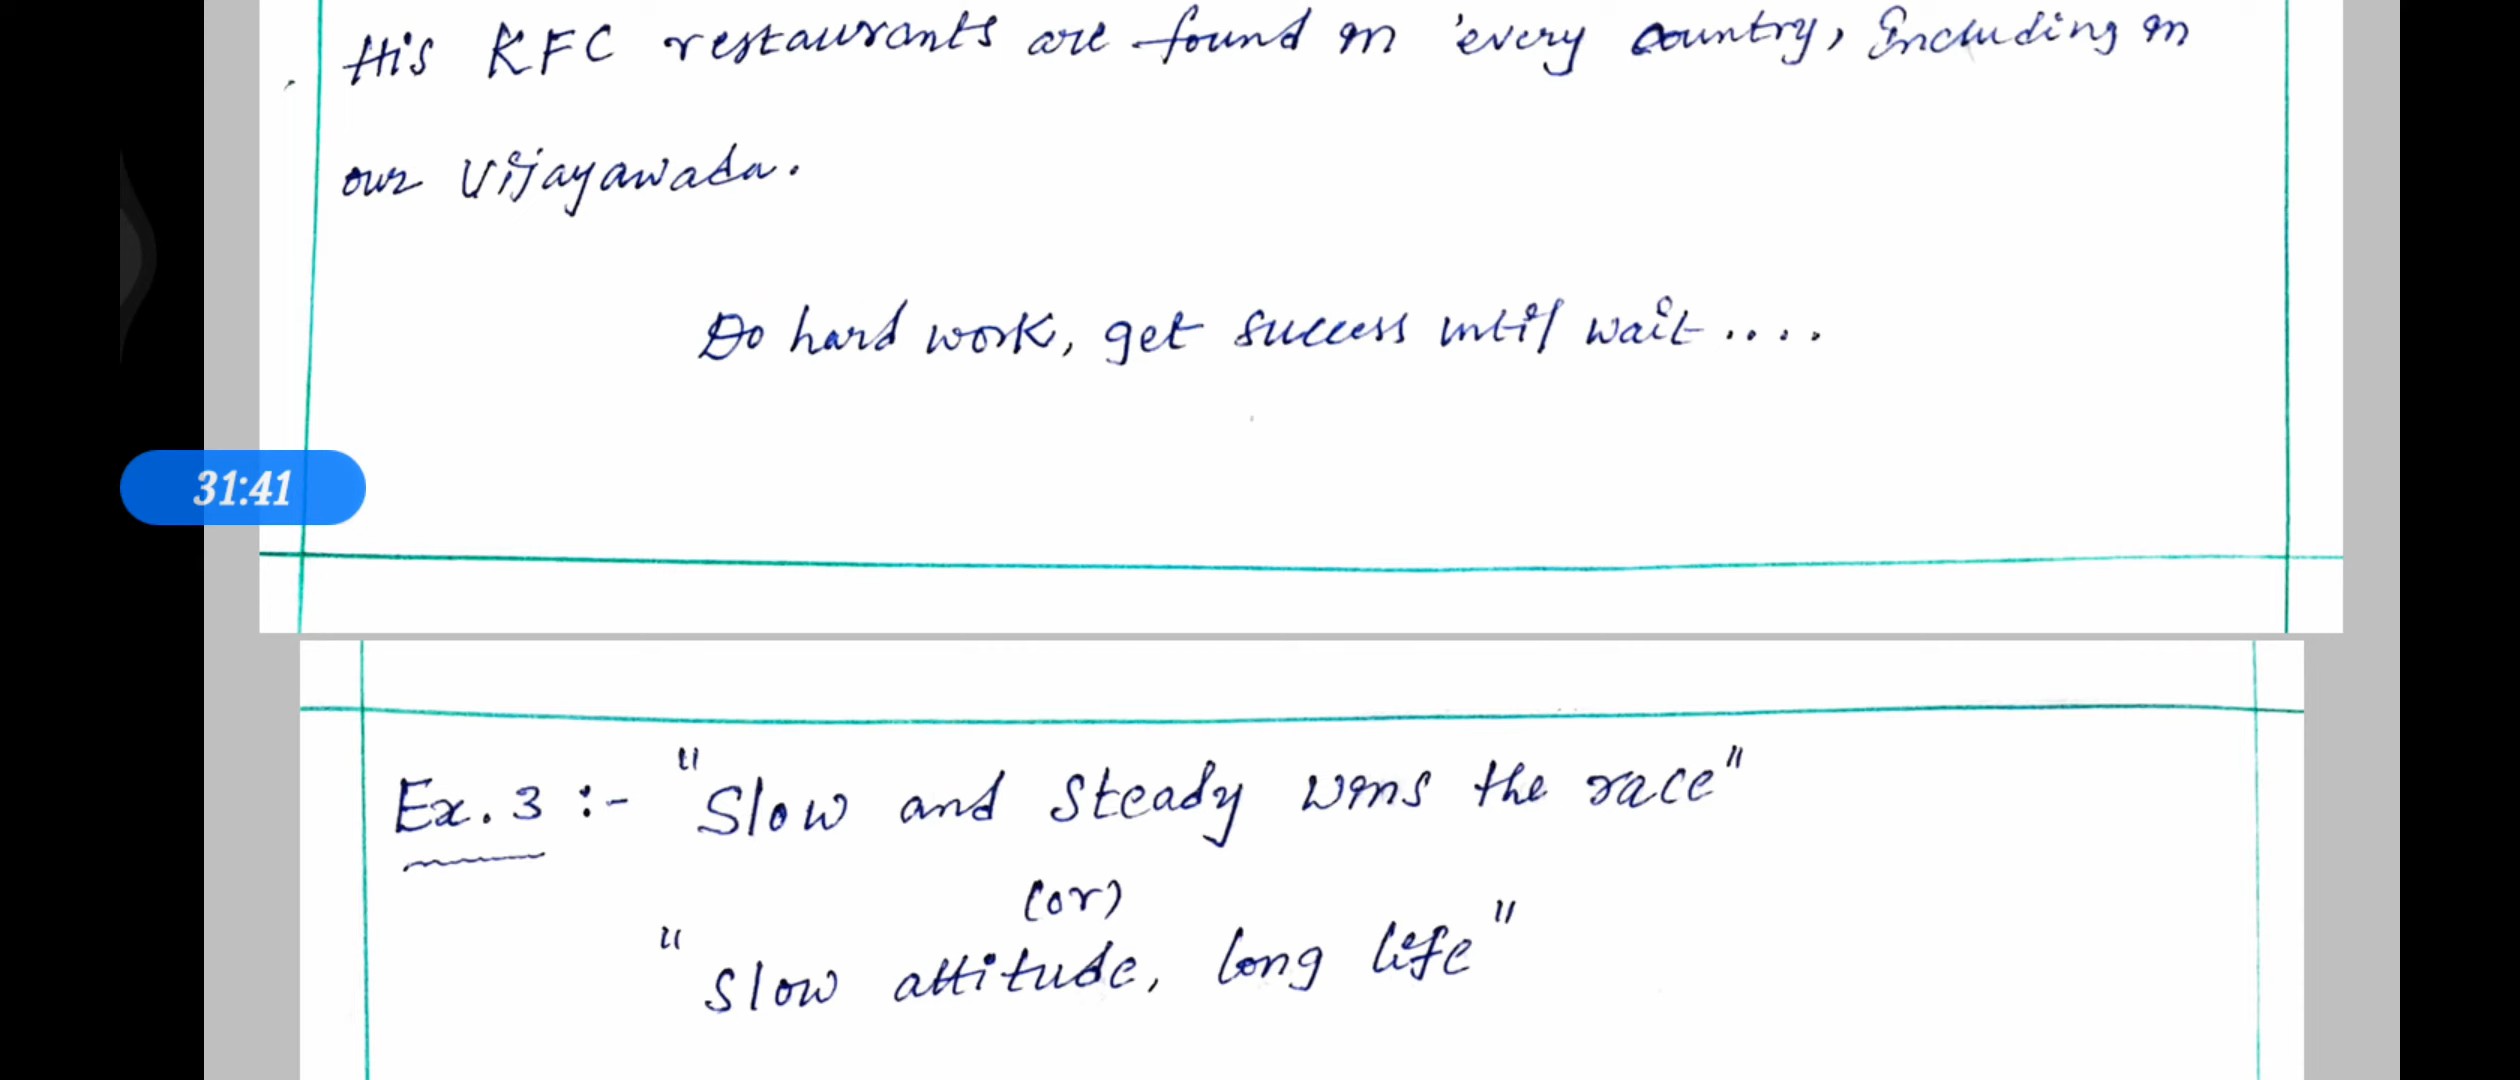 His KFC restaurants are found in every country, Including in
our Vijayawada.
Do hard work, get success until wait....
31:41
Ex. 3 :- "Slow and Steady wins the race"
(or)
"Slow attitude, long life"